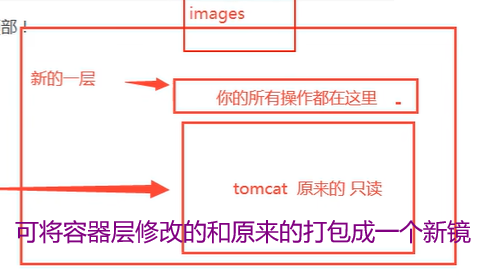 images
部！
新的一层
你的所有操作都在这里
tomcat 原来的 只读
可将容器层修改的和原来的打包成一个新镜